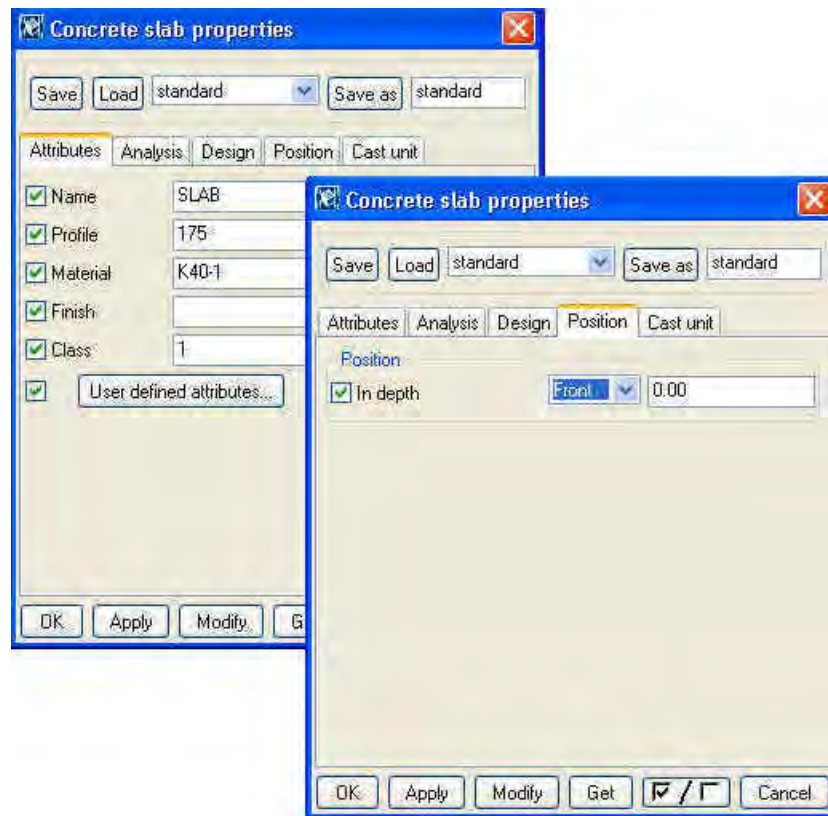 Concrete slab properties
Save Load standard Save as standard
Attributes Analysis Design Position Cast unit
Name SLAB
Profile 175
Material K40-1
Finish
Class 1
User defined attributes...
OK Apply Modify G
Concrete slab properties
Save Load standard Save as standard
Attributes Analysis Design Position Cast unit
Position
In depth Front 0.00
OK Apply Modify Get / Cancel